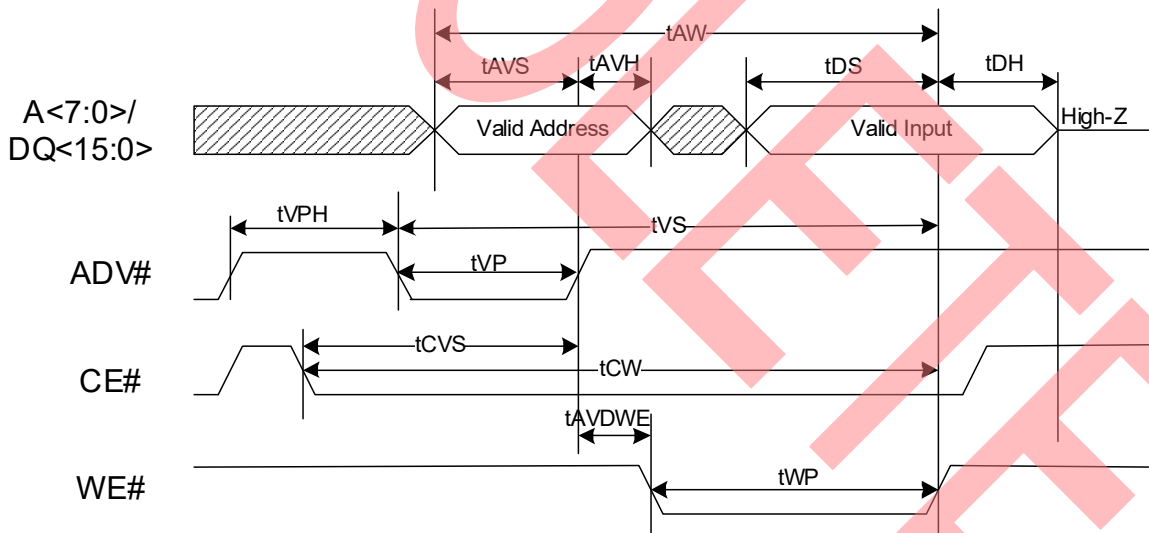 tAW
tAVS
tAVH
tDS
tDH
A<7:0>/
DQ<15:0>
Valid Address
Valid Input
High-Z
tVPH
tVS
ADV#
tVP
tCVS
CE#
tCW
tAVDWE
WE#
tWP